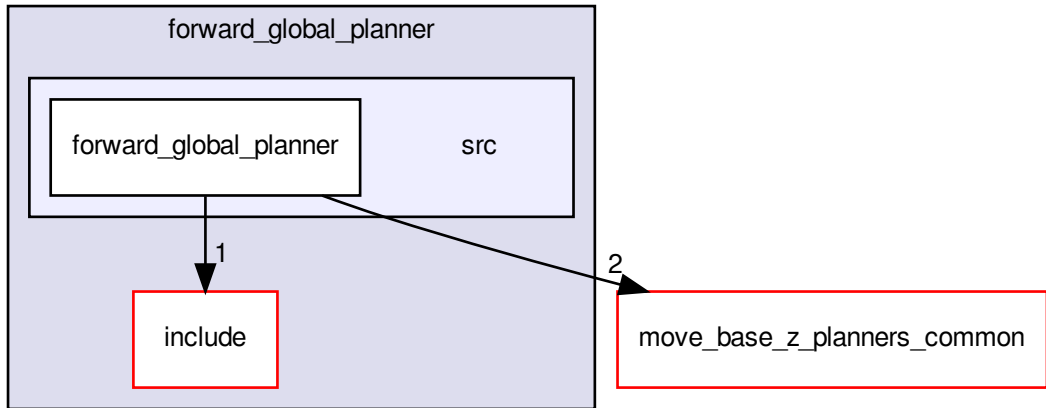 forward_global_planner
forward_global_planner
src
1
2
include
move_base_z_planners_common